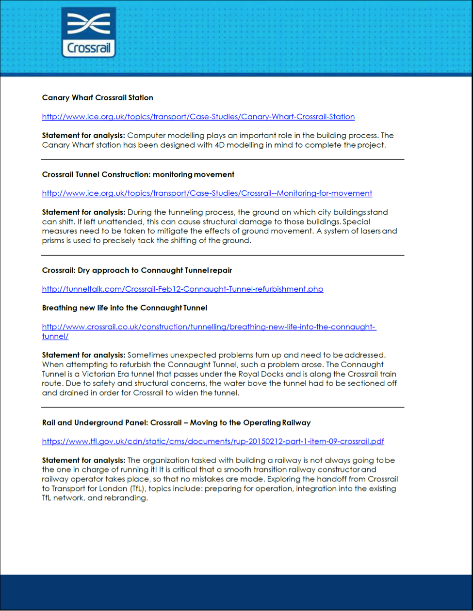 Crossrail
Canary Wharf Crossrail Station
http://www.ice.org.uk/topics/transport/Case-Studies/Canary-Wharf-Crossrail-Station
Statement for analysis: Computer modelling plays an important role in the building process. The
Canary Wharf station has been designed with 4D modelling in mind to complete the project.
Crossrail Tunnel Construction: monitoring movement
http://www.ice.org.uk/topics/transport/Case-Studies/Crossrail--Monitoring-for-movement
Statement for analysis: During the tunneling process, the ground on which city buildings stand
can shift. If left unattended, this can cause structural damage to those buildings. Special
measures need to be taken to mitigate the effects of ground movement. A system of lasers and
prisms is used to precisely tack the shifting of the ground.
Crossrail: Dry approach to Connaught Tunnel repair
http://tunneltalk.com/Crossrail-Feb12-Connaught-Tunnel-refurbishment.php
Breathing new life into the Connaught Tunnel
http://www.crossrail.co.uk/construction/tunnelling/breathing-new-life-into-the-connaught-
tunnel/
Statement for analysis: Sometimes unexpected problems turn up and need to be addressed.
When attempting to refurbish the Connaught Tunnel, such a problem arose. The Connaught
Tunnel is a Victorian Era tunnel that passes under the Royal Docks and is along the Crossrail train
route. Due to safety and structural concerns, the water bove the tunnel had to be sectioned off
and drained in order for Crossrail to widen the tunnel.
Rail and Underground Panel: Crossrail – Moving to the Operating Railway
https://www.tfl.gov.uk/cdn/static/cms/documents/rup-20150212-part-1-item-09-crossrail.pdf
Statement for analysis: The organization tasked with building a railway is not always going to be
the one in charge of running it! It is critical that a smooth transition railway constructor and
railway operator takes place, so that no mistakes are made. Exploring the handoff from Crossrail
to Transport for London (TfL), topics include: preparing for operation, integration into the existing
TfL network, and rebranding.